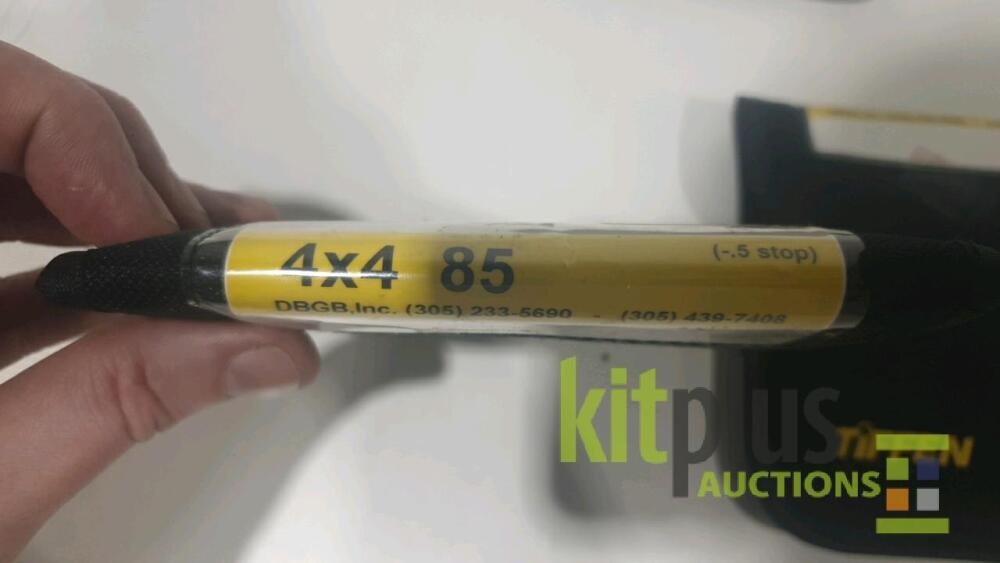 4x4 85 (-.5 stop)
DBGB,Inc. (305) 233-5690 - (305) 439-7408
kitplus
AUCTIONS
TIFFEN